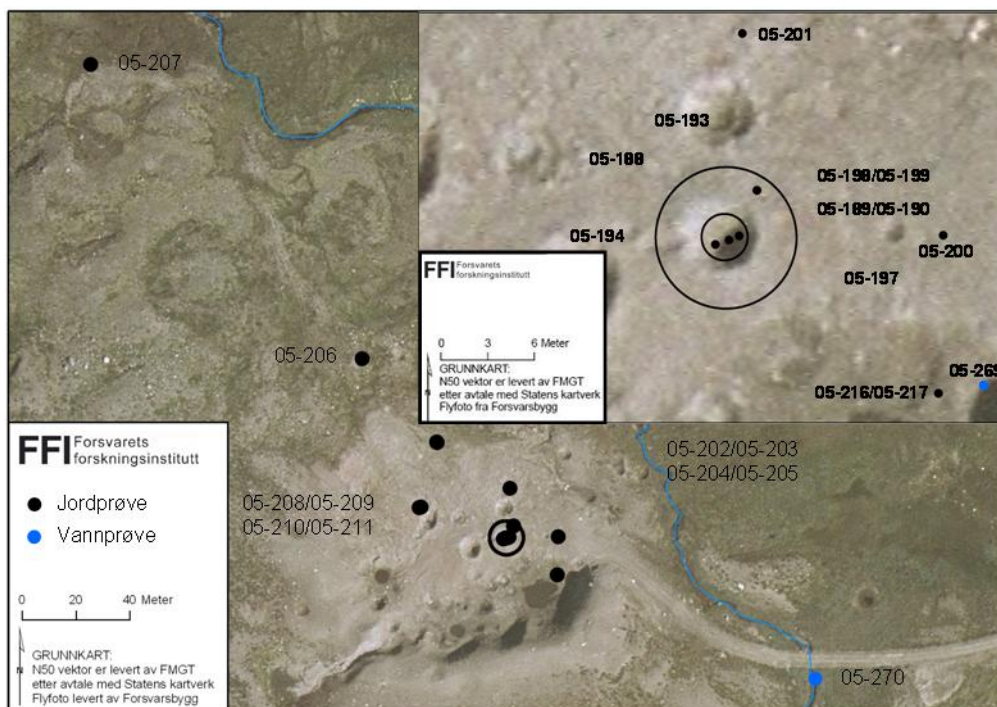 05-207
05-201
05-193
05-188
05-198/05-199
05-189/05-190
05-194
05-200
05-197
FFI Forsvarets
forskningsinstitutt
0 3 6 Meter
GRUNNKART:
N50 vektor er levert av FMGT
etter avtale med Statens kartverk
Flyfoto fra Forsvarsbygg
N
05-269
05-216/05-217
05-206
FFI Forsvarets
forskningsinstitutt
Jordprøve
Vannprøve
0 20 40 Meter
GRUNNKART:
N50 vektor er levert av FMGT
etter avtale med Statens kartverk
Flyfoto levert av Forsvarsbygg
N
05-202/05-203
05-204/05-205
05-208/05-209
05-210/05-211
05-270